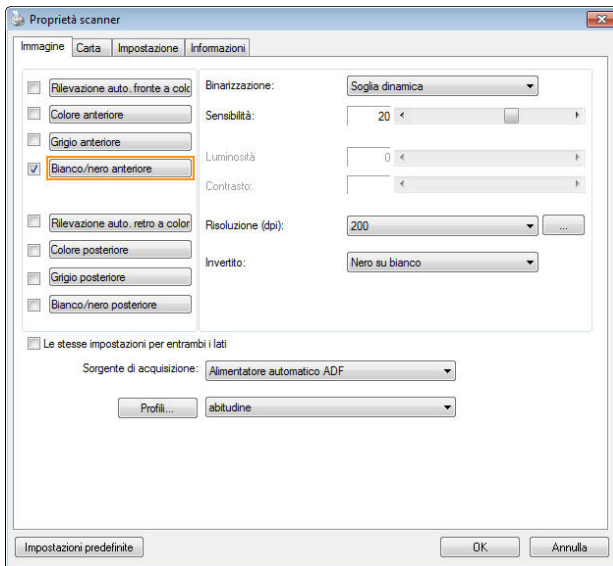 Proprietà scanner
Immagine Carta Impostazione Informazioni
Rilevazione auto. fronte a colo
Colore anteriore
Grigio anteriore
Bianco/nero anteriore
Rilevazione auto. retro a color
Colore posteriore
Grigio posteriore
Bianco/nero posteriore
Binarizzazione: Soglia dinamica
Sensibilità: 20
Luminosità 0
Contrasto:
Risoluzione (dpi): 200 ...
Invertito: Nero su bianco
Le stesse impostazioni per entrambi i lati
Sorgente di acquisizione: Alimentatore automatico ADF
Profili... abitudine
Impostazioni predefinite OK Annulla